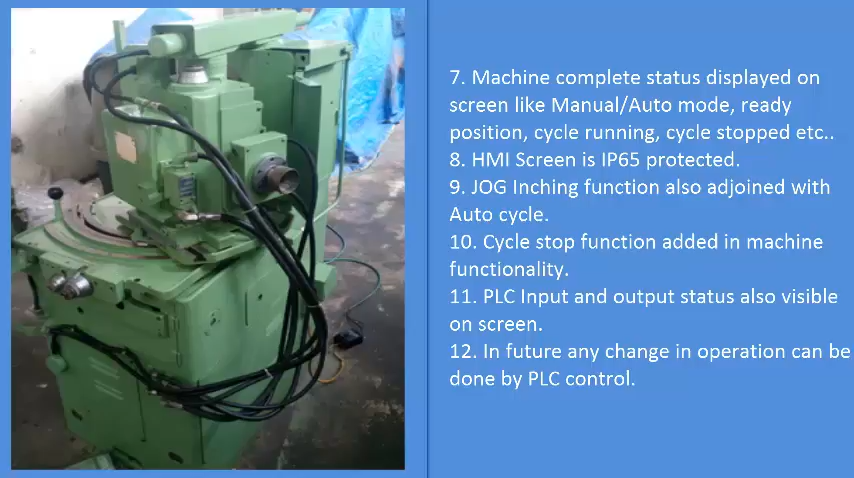 7. Machine complete status displayed on
screen like Manual/Auto mode, ready
position, cycle running, cycle stopped etc..
8. HMI Screen is IP65 protected.
9. JOG Inching function also adjoined with
Auto cycle.
10. Cycle stop function added in machine
functionality.
11. PLC Input and output status also visible
on screen.
12. In future any change in operation can be
done by PLC control.